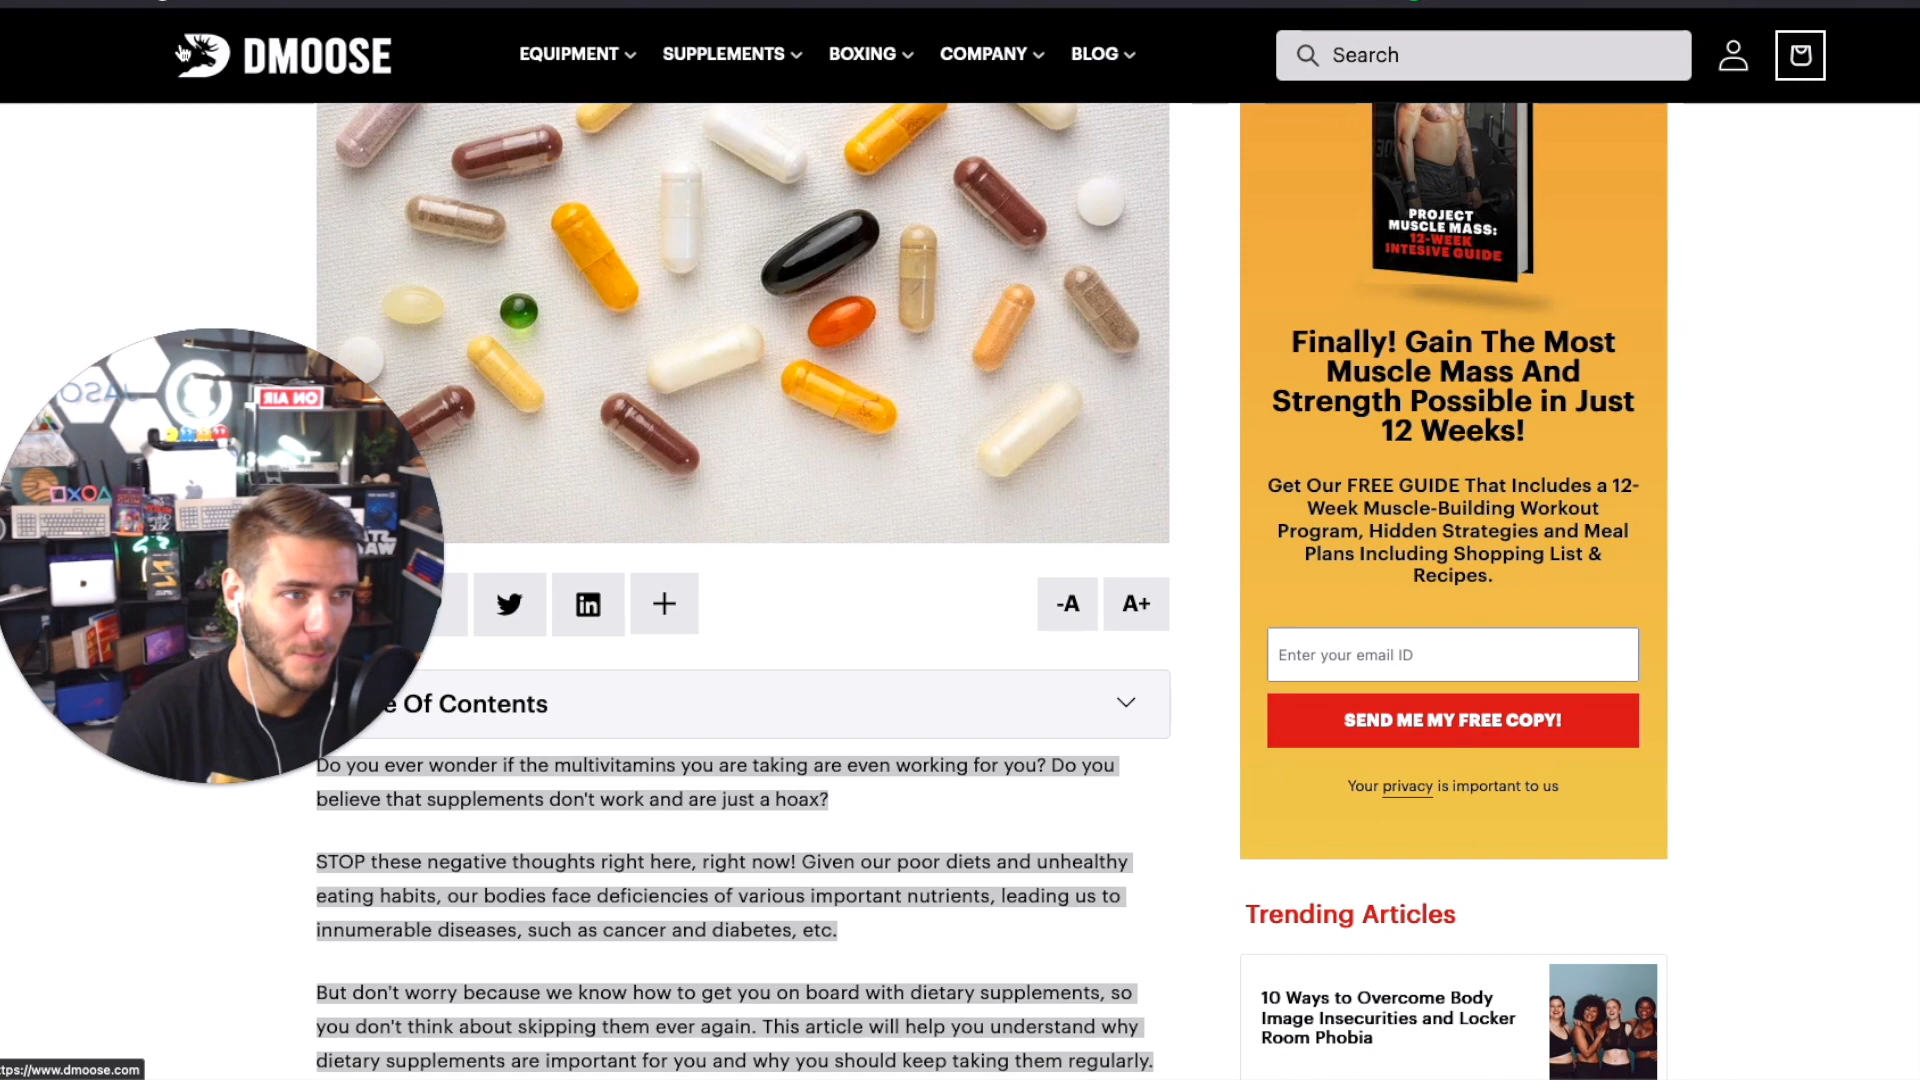 DMOOSE
EQUIPMENT
SUPPLEMENTS
BOXING
COMPANY
BLOG
Search
PROJECT
MUSCLE MASS:
12-WEEK
INTESIVE GUIDE
Finally! Gain The Most
Muscle Mass And
Strength Possible in Just
12 Weeks!
Get Our FREE GUIDE That Includes a 12-
Week Muscle-Building Workout
Program, Hidden Strategies and Meal
Plans Including Shopping List &
Recipes.
Enter your email ID
SEND ME MY FREE COPY!
Your privacy is important to us
ON AIR
-A
A+
e Of Contents
Do you ever wonder if the multivitamins you are taking are even working for you? Do you
believe that supplements don't work and are just a hoax?
STOP these negative thoughts right here, right now! Given our poor diets and unhealthy
eating habits, our bodies face deficiencies of various important nutrients, leading us to
innumerable diseases, such as cancer and diabetes, etc.
But don't worry because we know how to get you on board with dietary supplements, so
you don't think about skipping them ever again. This article will help you understand why
dietary supplements are important for you and why you should keep taking them regularly.
Trending Articles
10 Ways to Overcome Body
Image Insecurities and Locker
Room Phobia
ttps://www.dmoose.com